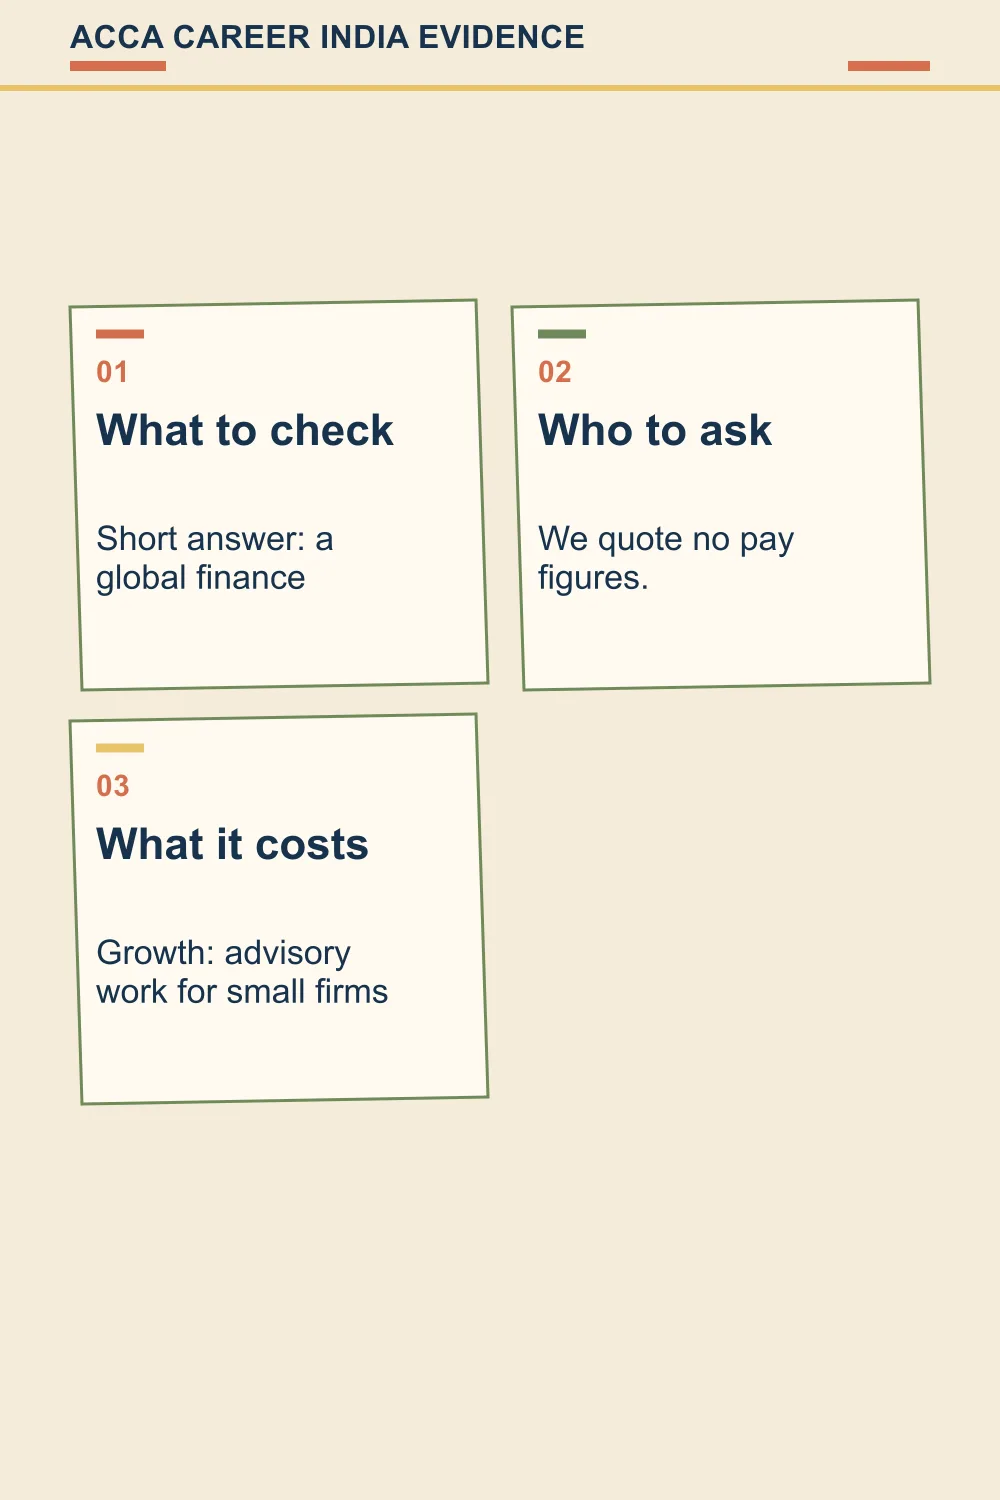 ACCA CAREER INDIA EVIDENCE
01
What to check
Short answer: a
global finance
02
Who to ask
We quote no pay
figures.
03
What it costs
Growth: advisory
work for small firms